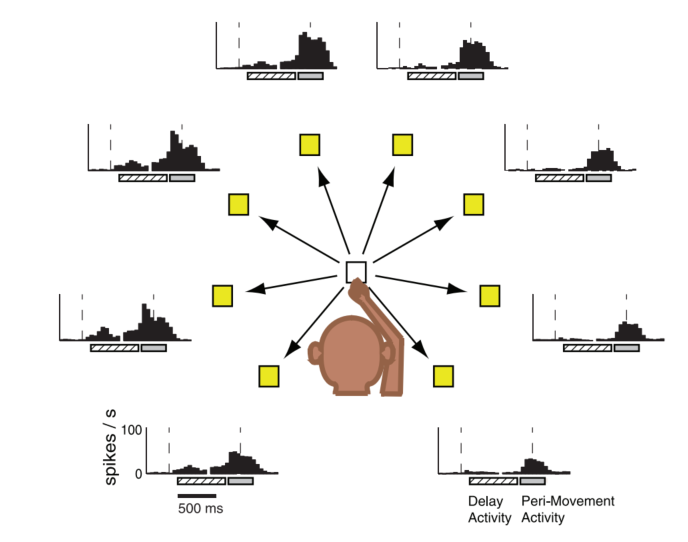 spikes / s
100
0
500 ms
Delay Peri-Movement
Activity Activity